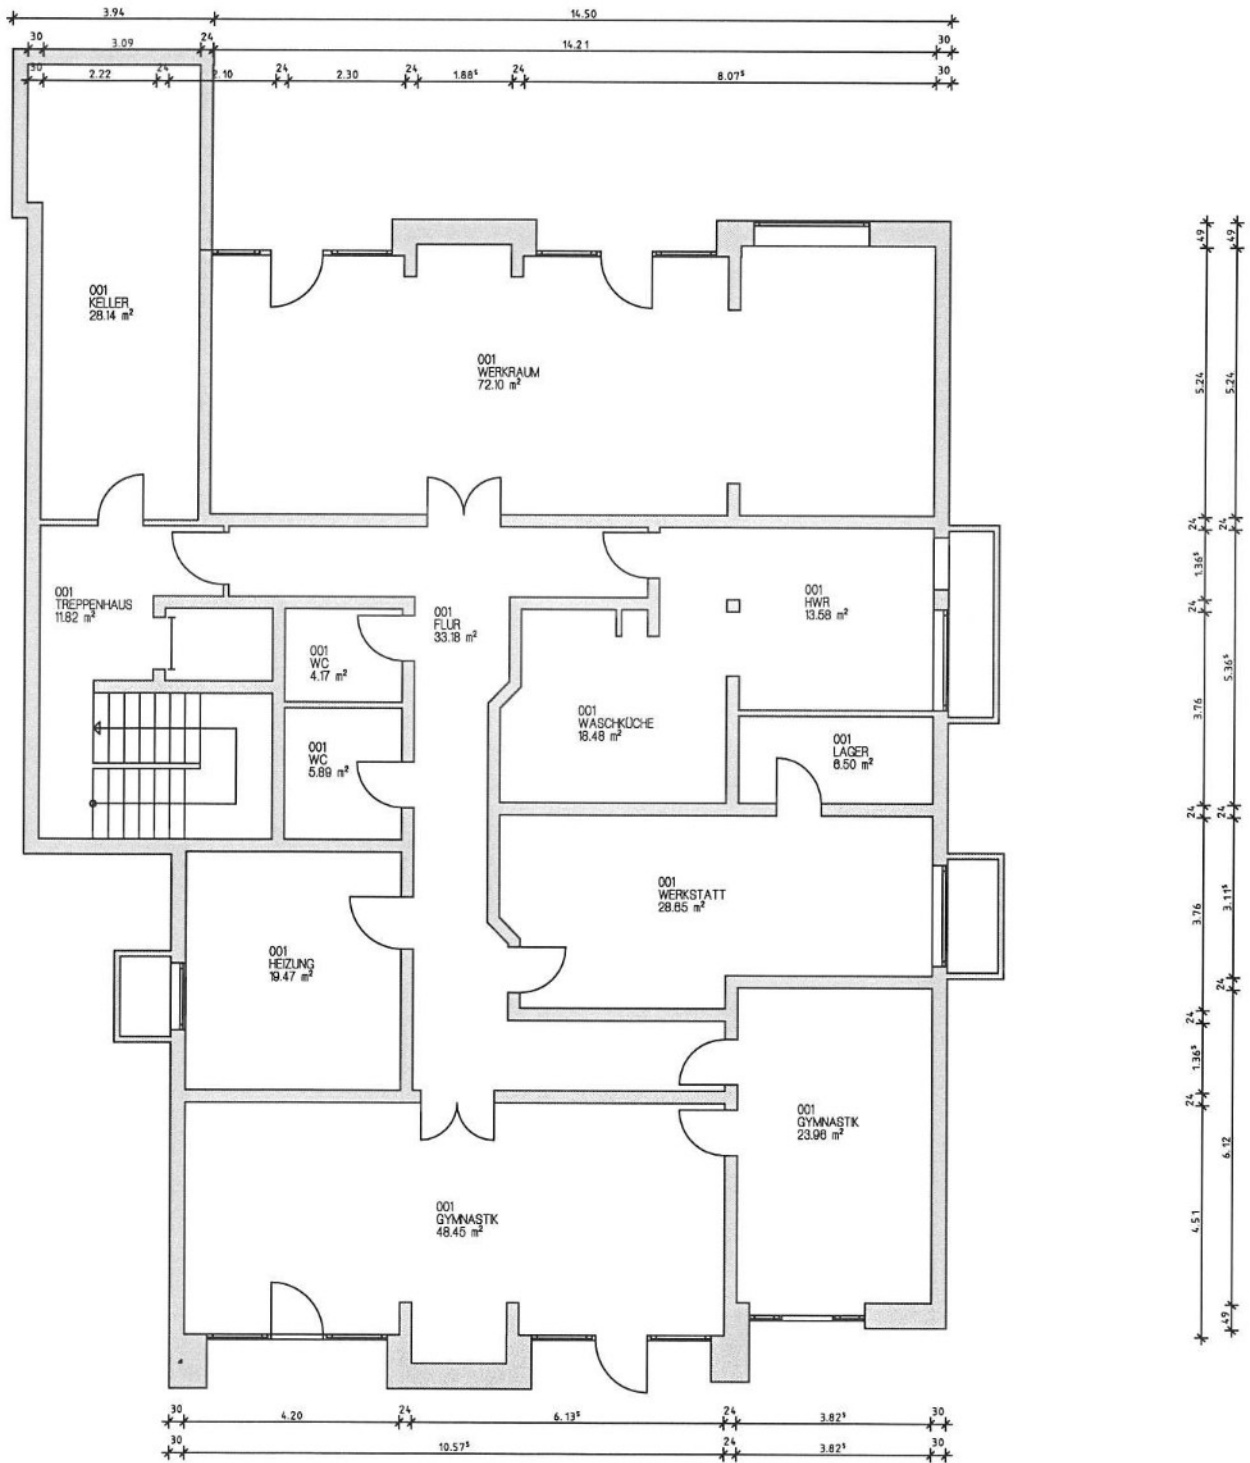 3.94
14.50
30
3.09
24
14.21
30
30
2.22
24
2.10
24
2.30
24
1.88⁵
24
8.07⁵
30
001
KELLER
28.14 m²
001
WERKRAUM
72.10 m²
001
TREPPENHAUS
11.82 m²
001
WC
4.17 m²
001
FLUR
33.18 m²
001
HWR
13.58 m²
001
WASCHKÜCHE
18.48 m²
001
WC
5.89 m²
001
LAGER
6.50 m²
001
WERKSTATT
28.65 m²
001
HEIZUNG
19.47 m²
001
GYMNASTIK
23.98 m²
001
GYMNASTIK
48.45 m²
49
5.24
24
1.36⁵
24
3.76
24
3.76
24
1.36⁵
24
4.51
49
5.24
24
5.36⁵
24
3.11⁵
24
6.12
49
30
4.20
24
6.13⁵
24
3.82⁵
30
30
10.57⁵
24
3.82⁵
30